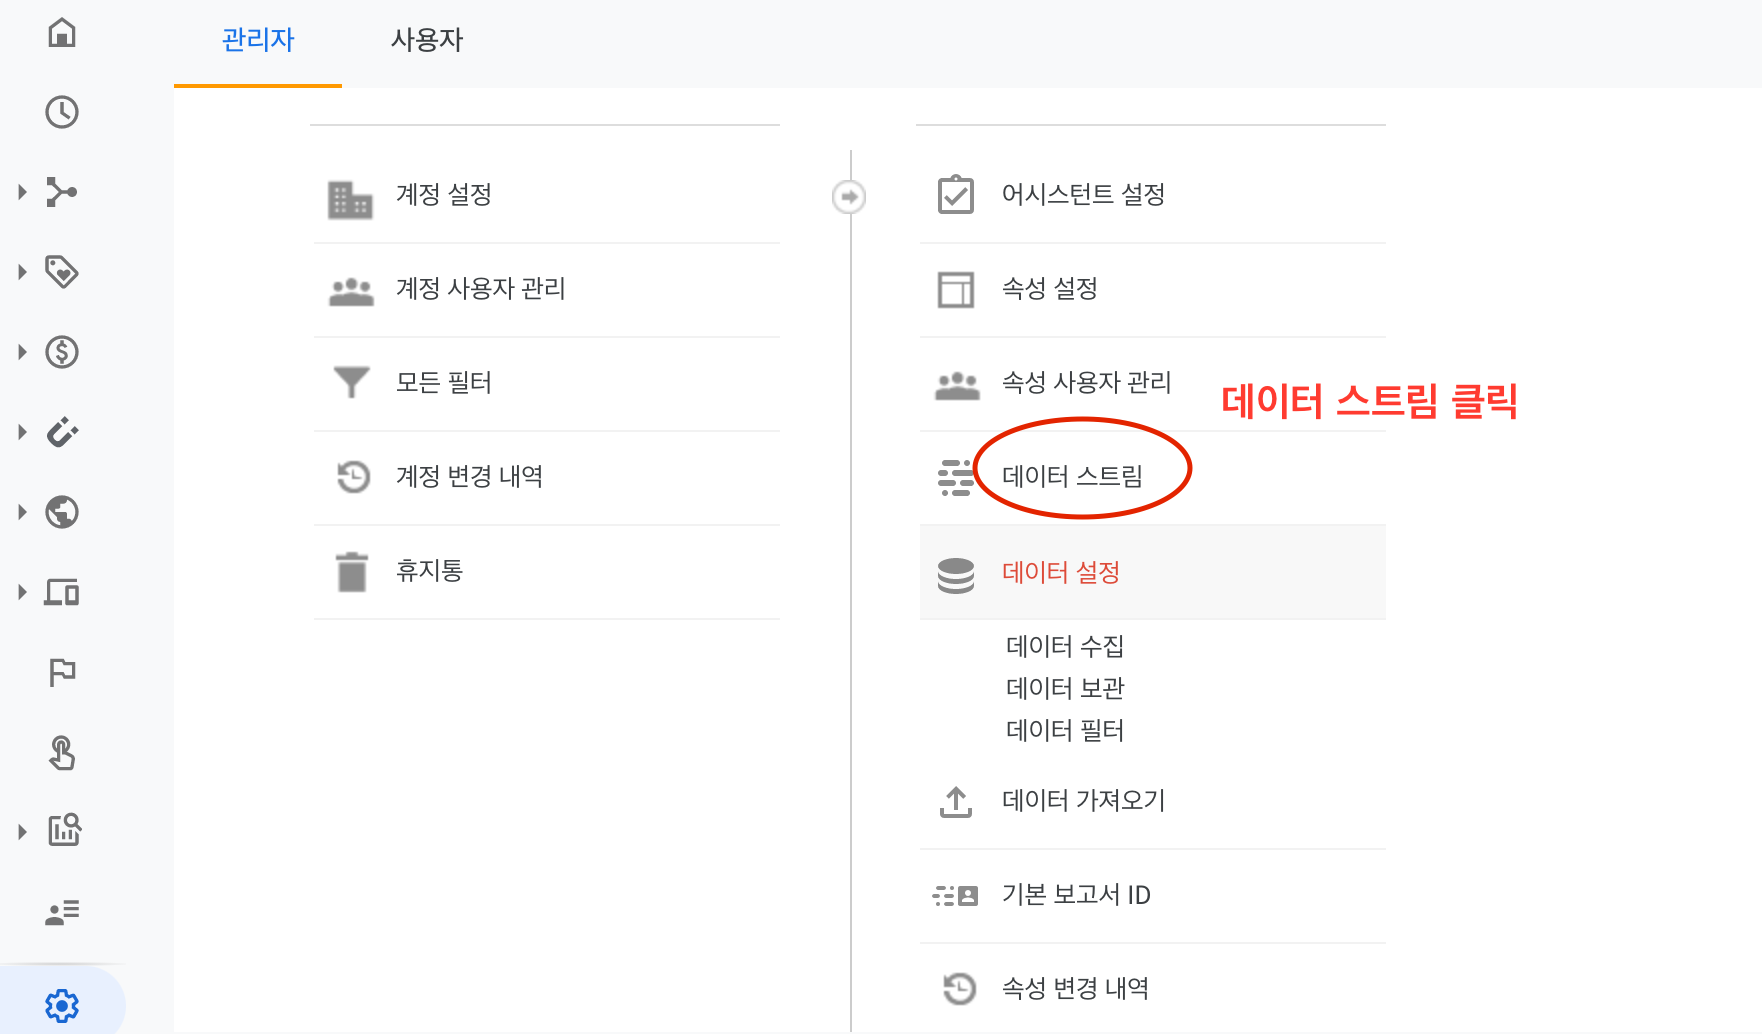 관리자
사용자
계정 설정
계정 사용자 관리
모든 필터
계정 변경 내역
휴지통
어시스턴트 설정
속성 설정
속성 사용자 관리
데이터 스트림 클릭
데이터 스트림
데이터 설정
데이터 수집
데이터 보관
데이터 필터
데이터 가져오기
기본 보고서 ID
속성 변경 내역